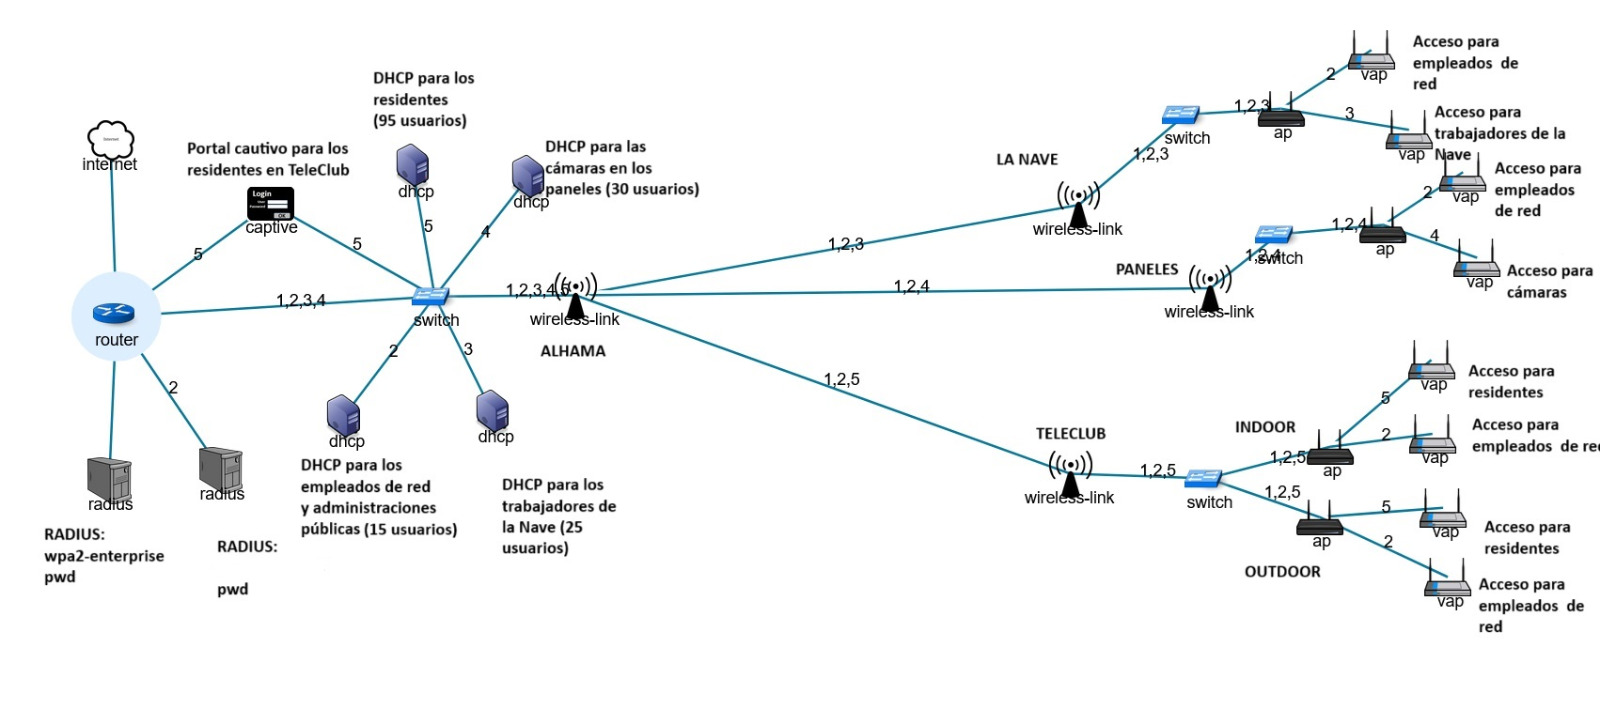 internet
Portal cautivo para los
residentes en TeleClub
Login
OK
captive
5
5
router
1,2,3,4
2
radius
RADIUS:
wpa2-enterprise
pwd
radius
RADIUS:
pwd
DHCP para los
residentes
(95 usuarios)
dhcp
5
DHCP para las
cámaras en los
paneles (30 usuarios)
dhcp
4
switch
2
3
dhcp
DHCP para los
empleados de red
y administraciones
públicas (15 usuarios)
dhcp
DHCP para los
trabajadores de
la Nave (25
usuarios)
1,2,3,4,5
wireless-link
ALHAMA
1,2,3
1,2,4
1,2,5
LA NAVE
wireless-link
1,2,3
switch
1,2,3
ap
2
vap
Acceso para
empleados de
red
3
vap
Acceso para
trabajadores de la
Nave
PANELES
wireless-link
1,2,4
switch
1,2,4
ap
2
vap
Acceso para
empleados
de red
4
vap
Acceso para
cámaras
TELECLUB
wireless-link
1,2,5
switch
INDOOR
1,2,5
ap
5
vap
Acceso para
residentes
2
vap
Acceso para
empleados de re
1,2,5
ap
OUTDOOR
5
vap
Acceso para
residentes
2
vap
Acceso para
empleados de
red